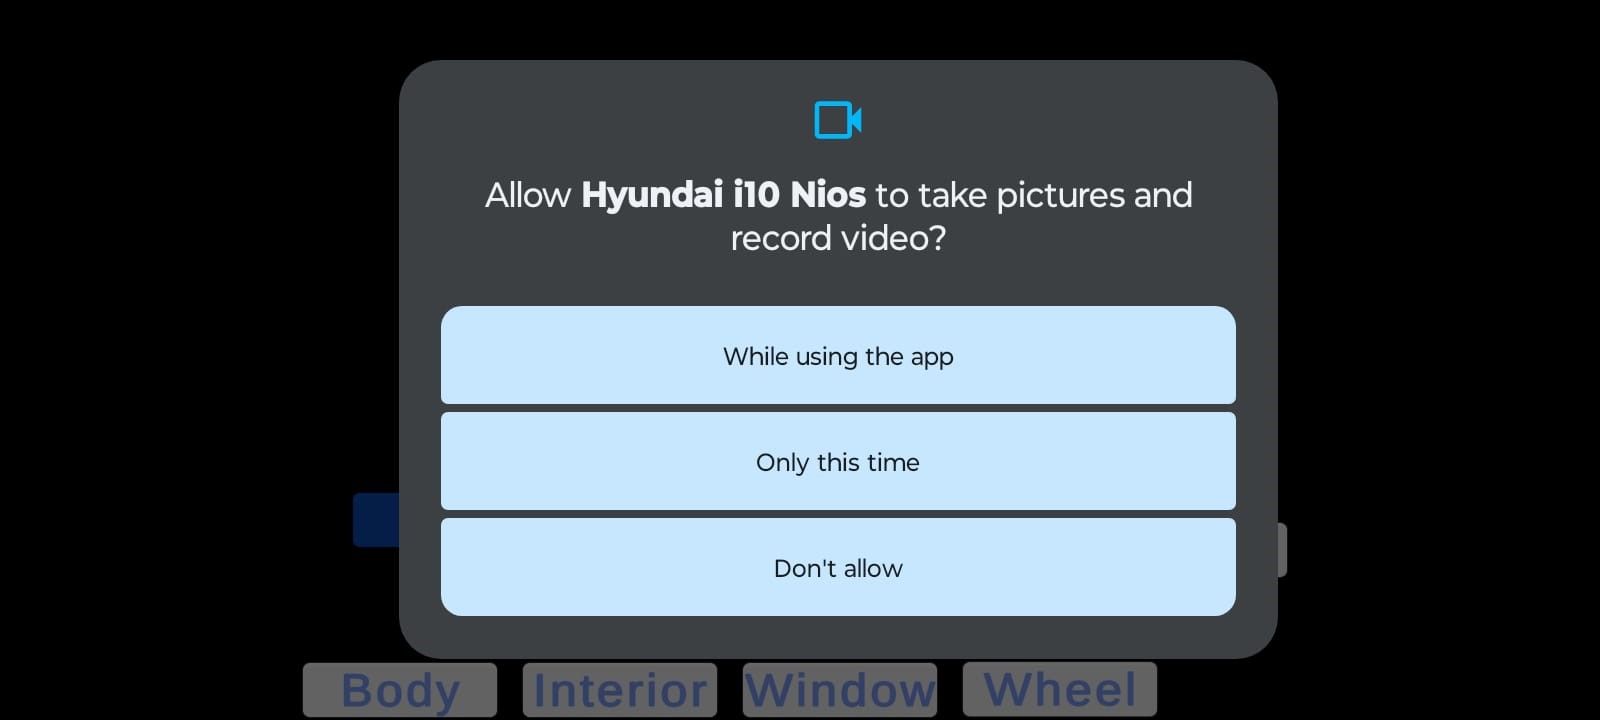 Allow Hyundai i10 Nios to take pictures and
record video?
While using the app
Only this time
Don't allow
Body Interior Window Wheel